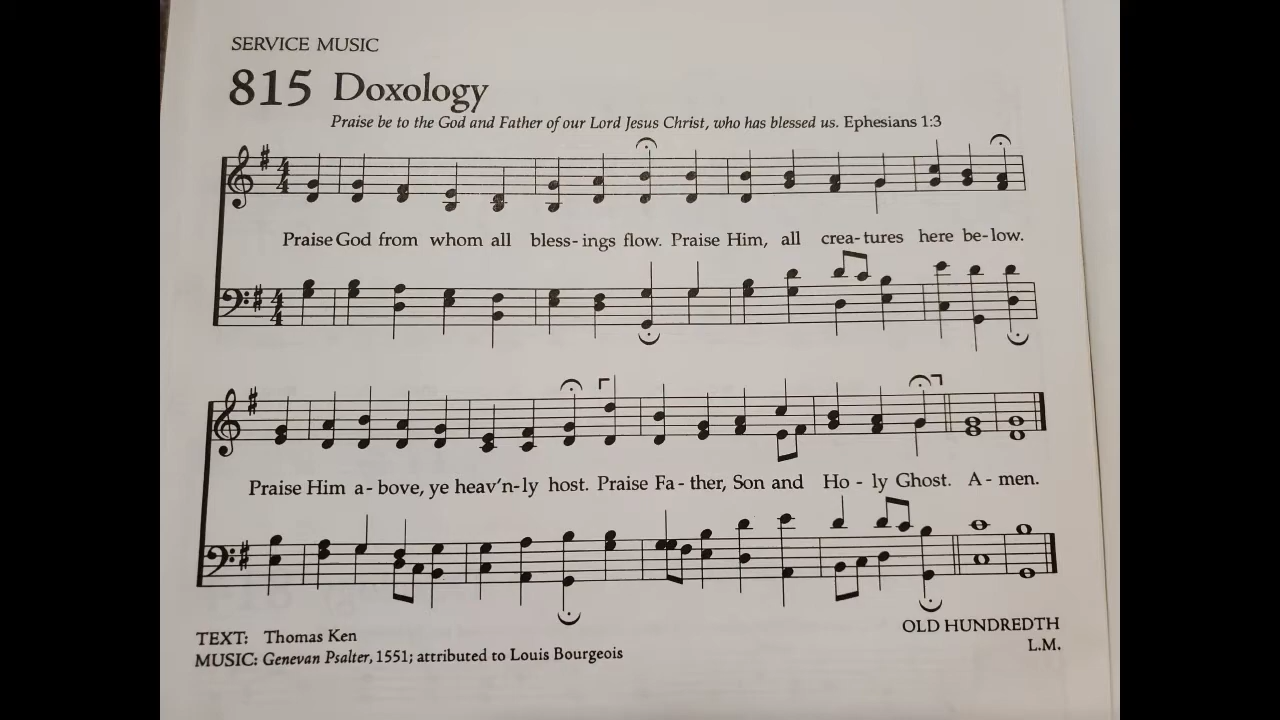 SERVICE MUSIC
815 Doxology
Praise be to the God and Father of our Lord Jesus Christ, who has blessed us. Ephesians 1:3
Praise God from whom all bless-ings flow. Praise Him, all crea-tures here be-low.
Praise Him a-bove, ye heav'n-ly host. Praise Fa-ther, Son and Ho-ly Ghost. A-men.
TEXT: Thomas Ken
MUSIC: Genevan Psalter, 1551; attributed to Louis Bourgeois
OLD HUNDREDTH
L.M.